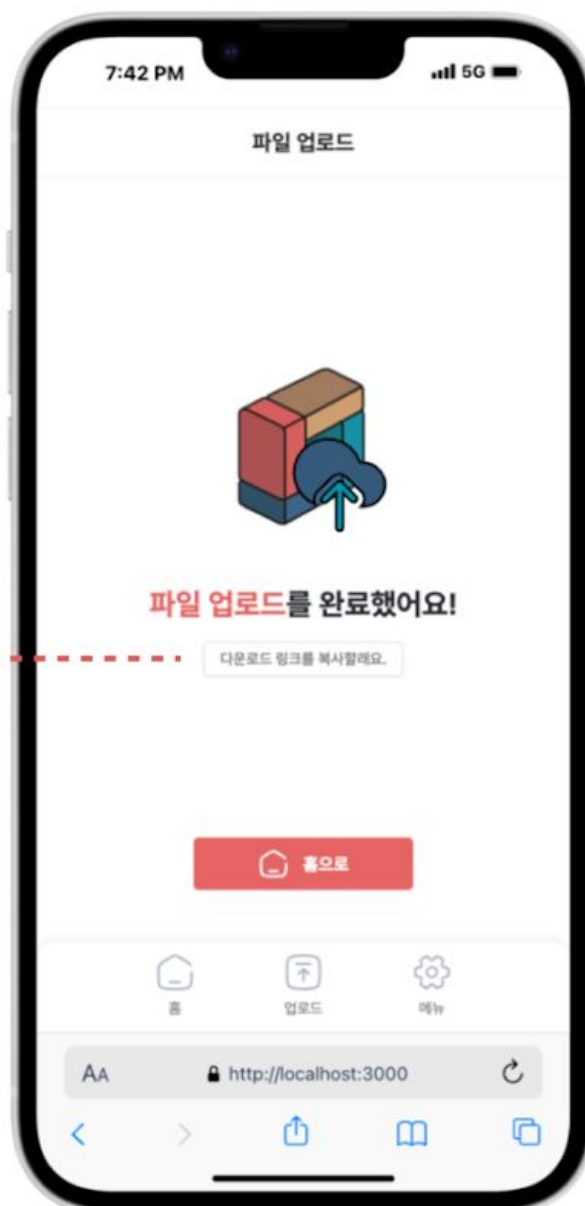 7:42 PM
5G
파일 업로드
파일 업로드를 완료했어요!
다운로드 링크를 복사할래요.
홈으로
홈
업로드
메뉴
AA
http://localhost:3000